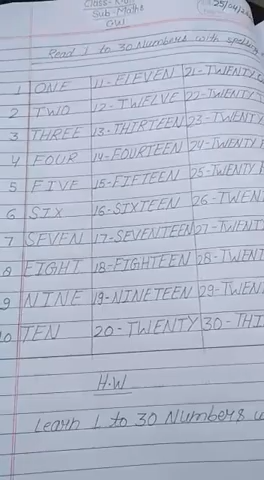 Sub-Maths
CW
Read 1 to 30 Numbers with
1 ONE 11-ELEVEN 21-TWENTY
2 TWO 12-TWELVE 22-TWENTY
3 THREE 13-THIRTEEN 23-TWENTY
4 FOUR 14-FOURTEEN 24-TWENTY
5 FIVE 15-FIFTEEN 25-TWENTY
6 SIX 16-SIXTEEN 26-TWEN
7 SEVEN 17-SEVENTEEN 27-TWENT
8 EIGHT 18-EIGHTEEN 28-TWENT
9 NINE 19-NINETEEN 29-TWEN
10 TEN 20-TWENTY 30-THI
H.W
Learn 1 to 30 Numbers